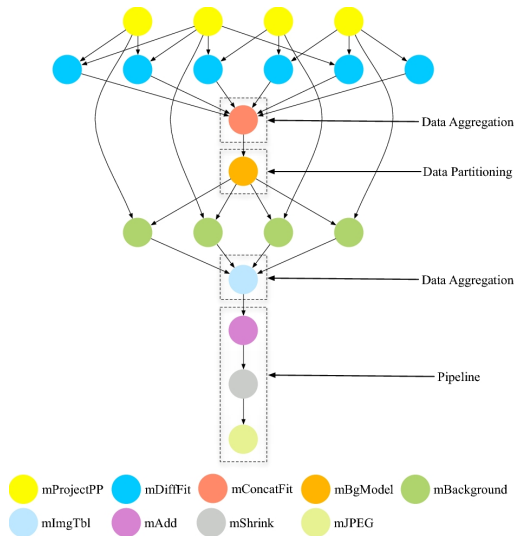 Data Aggregation
Data Partitioning
Data Aggregation
Pipeline
mProjectPP mDiffFit mConcatFit mBgModel mBackground
mImgTbl mAdd mShrink mJPEG